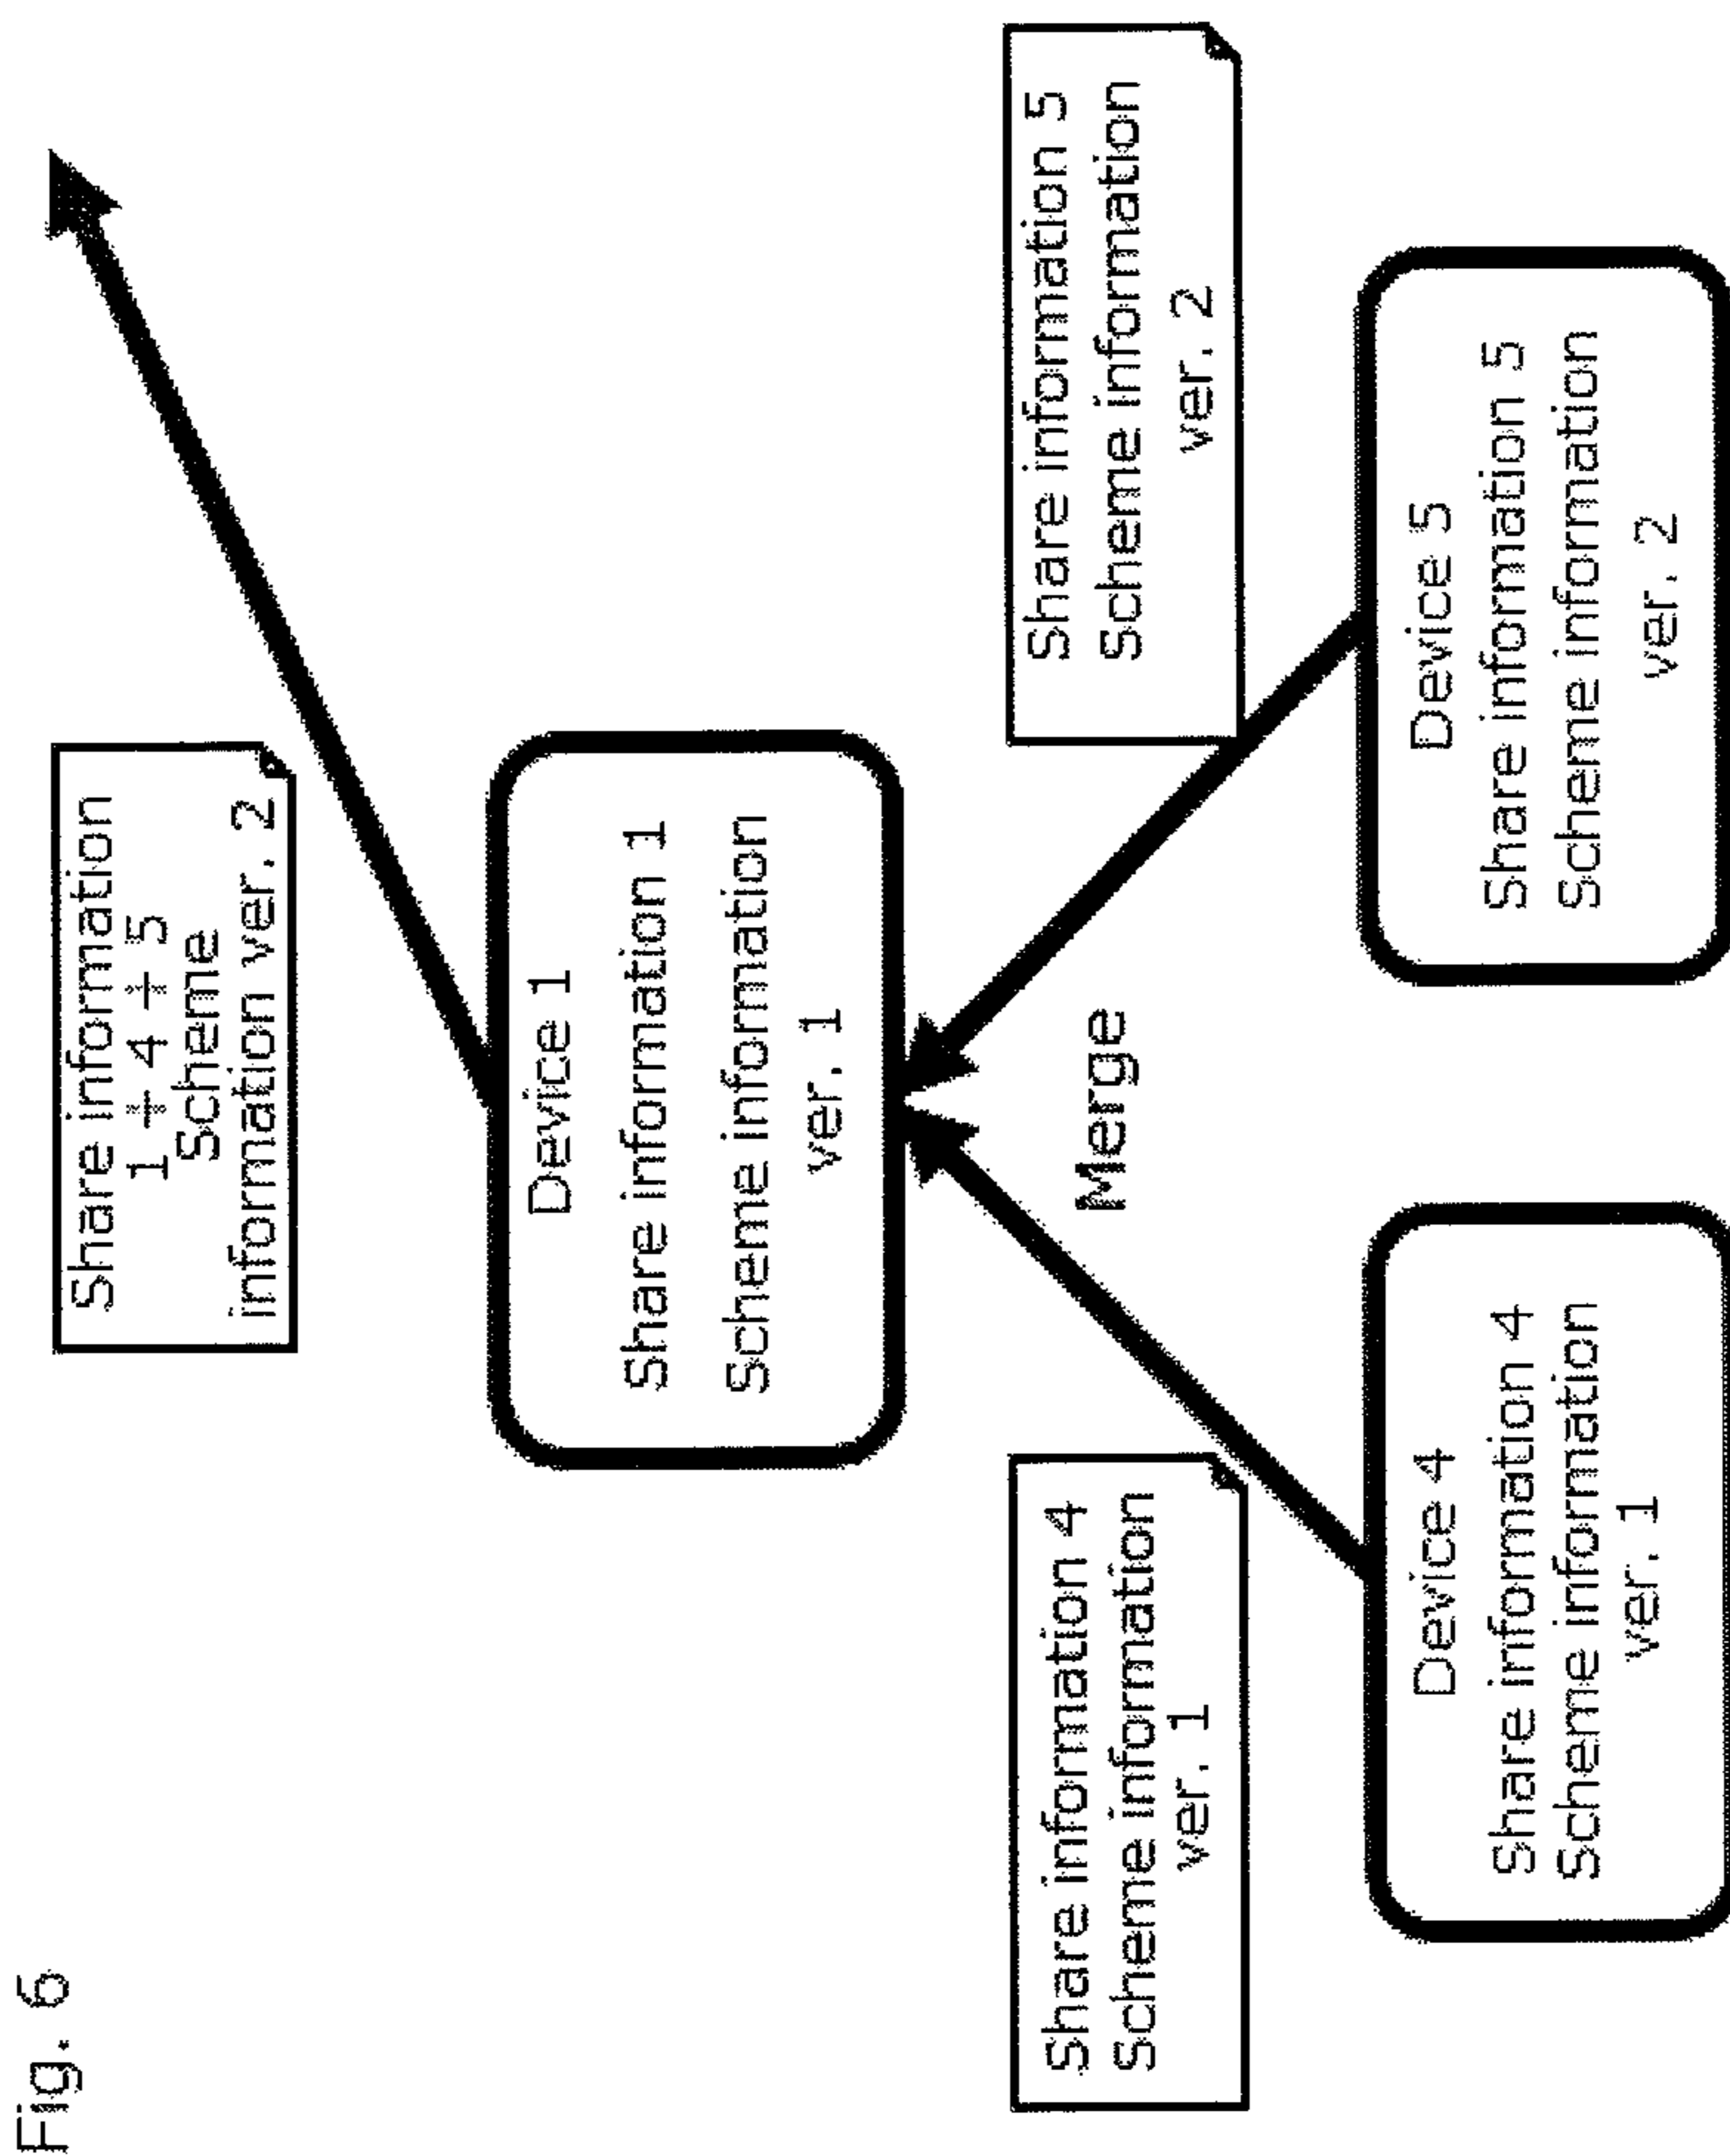 Fig. 6
Share information
1 + 4 + 5
Scheme
information ver. 2
Device 1
Share information 1
Scheme information
ver. 1
Merge
Share information 4
Scheme information
ver. 1
Share information 5
Scheme information
ver. 2
Device 4
Share information 4
Scheme information
ver. 1
Device 5
Share information 5
Scheme information
ver. 2